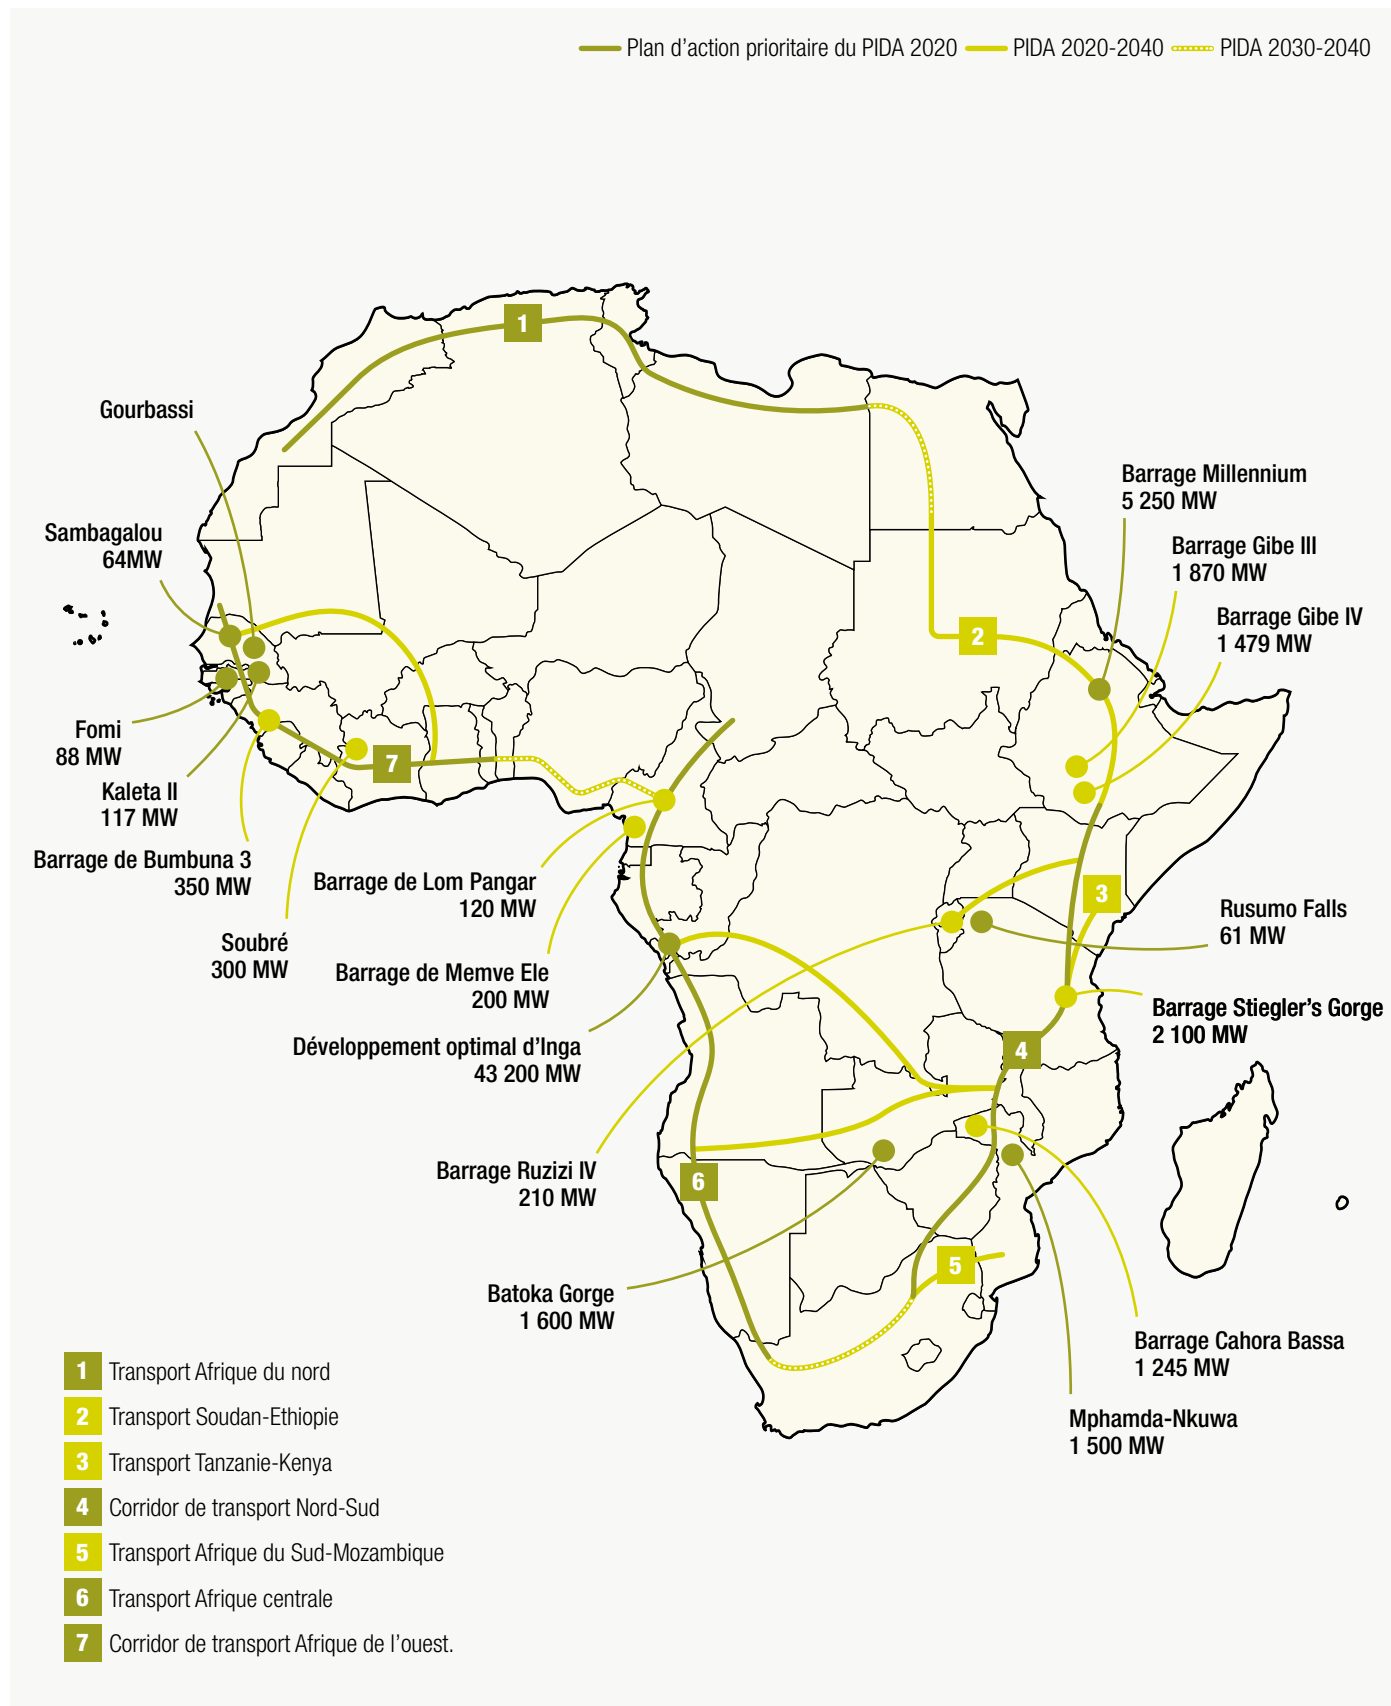 Plan d'action prioritaire du PIDA 2020 PIDA 2020-2040 PIDA 2030-2040
1
Gourbassi
Sambagalou
64MW
Barrage Millennium
5 250 MW
Barrage Gibe III
1 870 MW
Barrage Gibe IV
1 479 MW
2
Fomi
88 MW
Kaleta II
117 MW
7
Barrage de Bumbuna 3
350 MW
Barrage de Lom Pangar
120 MW
3
Soubré
300 MW
Rusumo Falls
61 MW
Barrage de Memve Ele
200 MW
Barrage Stiegler's Gorge
2 100 MW
Développement optimal d'Inga
43 200 MW
4
Barrage Ruzizi IV
210 MW
6
5
Batoka Gorge
1 600 MW
Barrage Cahora Bassa
1 245 MW
Mphamda-Nkuwa
1 500 MW
1 Transport Afrique du nord
2 Transport Soudan-Ethiopie
3 Transport Tanzanie-Kenya
4 Corridor de transport Nord-Sud
5 Transport Afrique du Sud-Mozambique
6 Transport Afrique centrale
7 Corridor de transport Afrique de l'ouest.